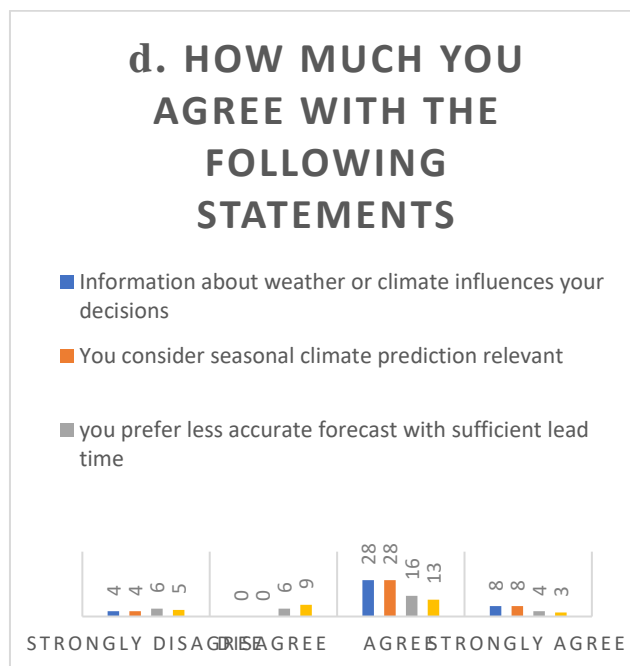 d. HOW MUCH YOU
AGREE WITH THE
FOLLOWING
STATEMENTS
Information about weather or climate influences your
decisions
You consider seasonal climate prediction relevant
you prefer less accurate forecast with sufficient lead
time
4 4 6 5 0 0 6 9 28 28 16 13 8 8 4 3
STRONGLY DISAGREE DISAGREE AGREE STRONGLY AGREE